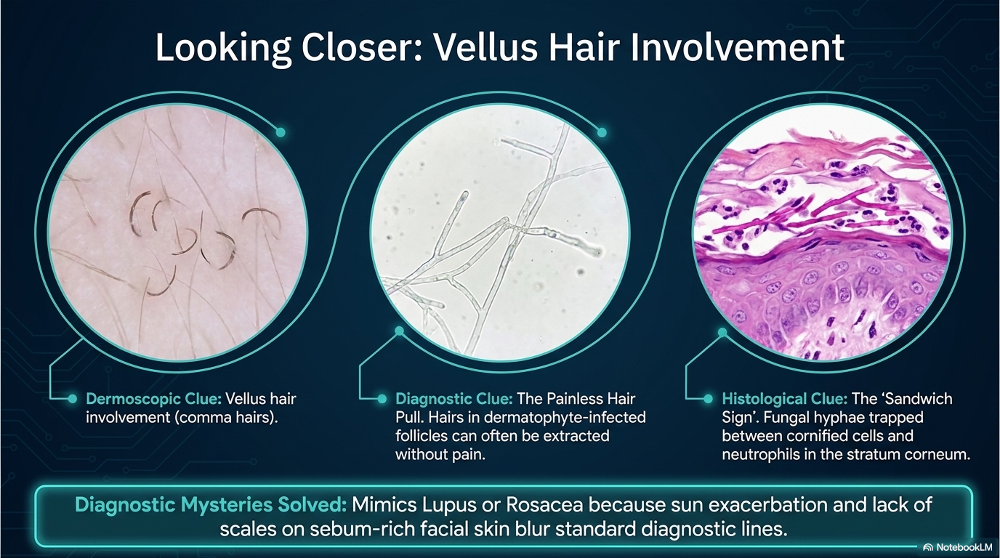 Looking Closer: Vellus Hair Involvement
Dermoscopic Clue: Vellus hair
involvement (comma hairs).
Diagnostic Clue: The Painless Hair
Pull. Hairs in dermatophyte-infected
follicles can often be extracted
without pain.
Histological Clue: The ‘Sandwich
Sign’. Fungal hyphae trapped
between cornified cells and
neutrophils in the stratum corneum.
Diagnostic Mysteries Solved: Mimics Lupus or Rosacea because sun exacerbation and lack of
scales on sebum-rich facial skin blur standard diagnostic lines.
NotebookLM